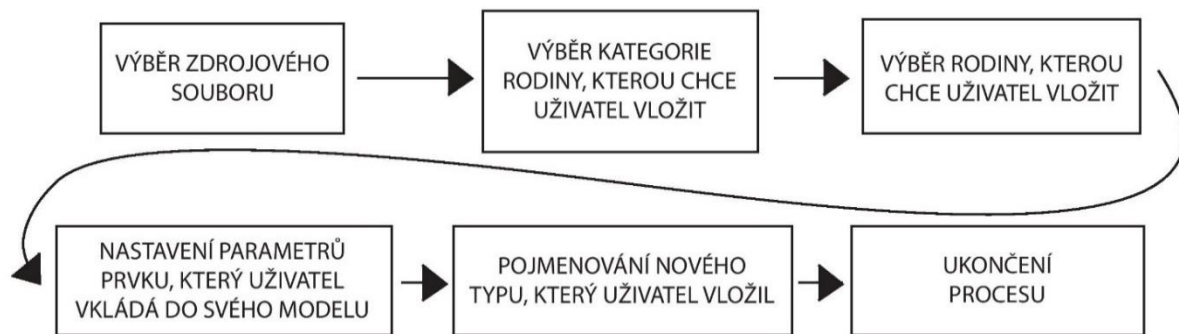 VÝBĚR ZDROJOVÉHO
SOUBORU
VÝBĚR KATEGORIE
RODINY, KTEROU CHCE
UŽIVATEL VLOŽIT
VÝBĚR RODINY, KTEROU
CHCE UŽIVATEL VLOŽIT
NASTAVENÍ PARAMETRŮ
PRVKU, KTERÝ UŽIVATEL
VKLÁDÁ DO SVÉHO MODELU
POJMENOVÁNÍ NOVÉHO
TYPU, KTERÝ UŽIVATEL VLOŽIL
UKONČENÍ
PROCESU